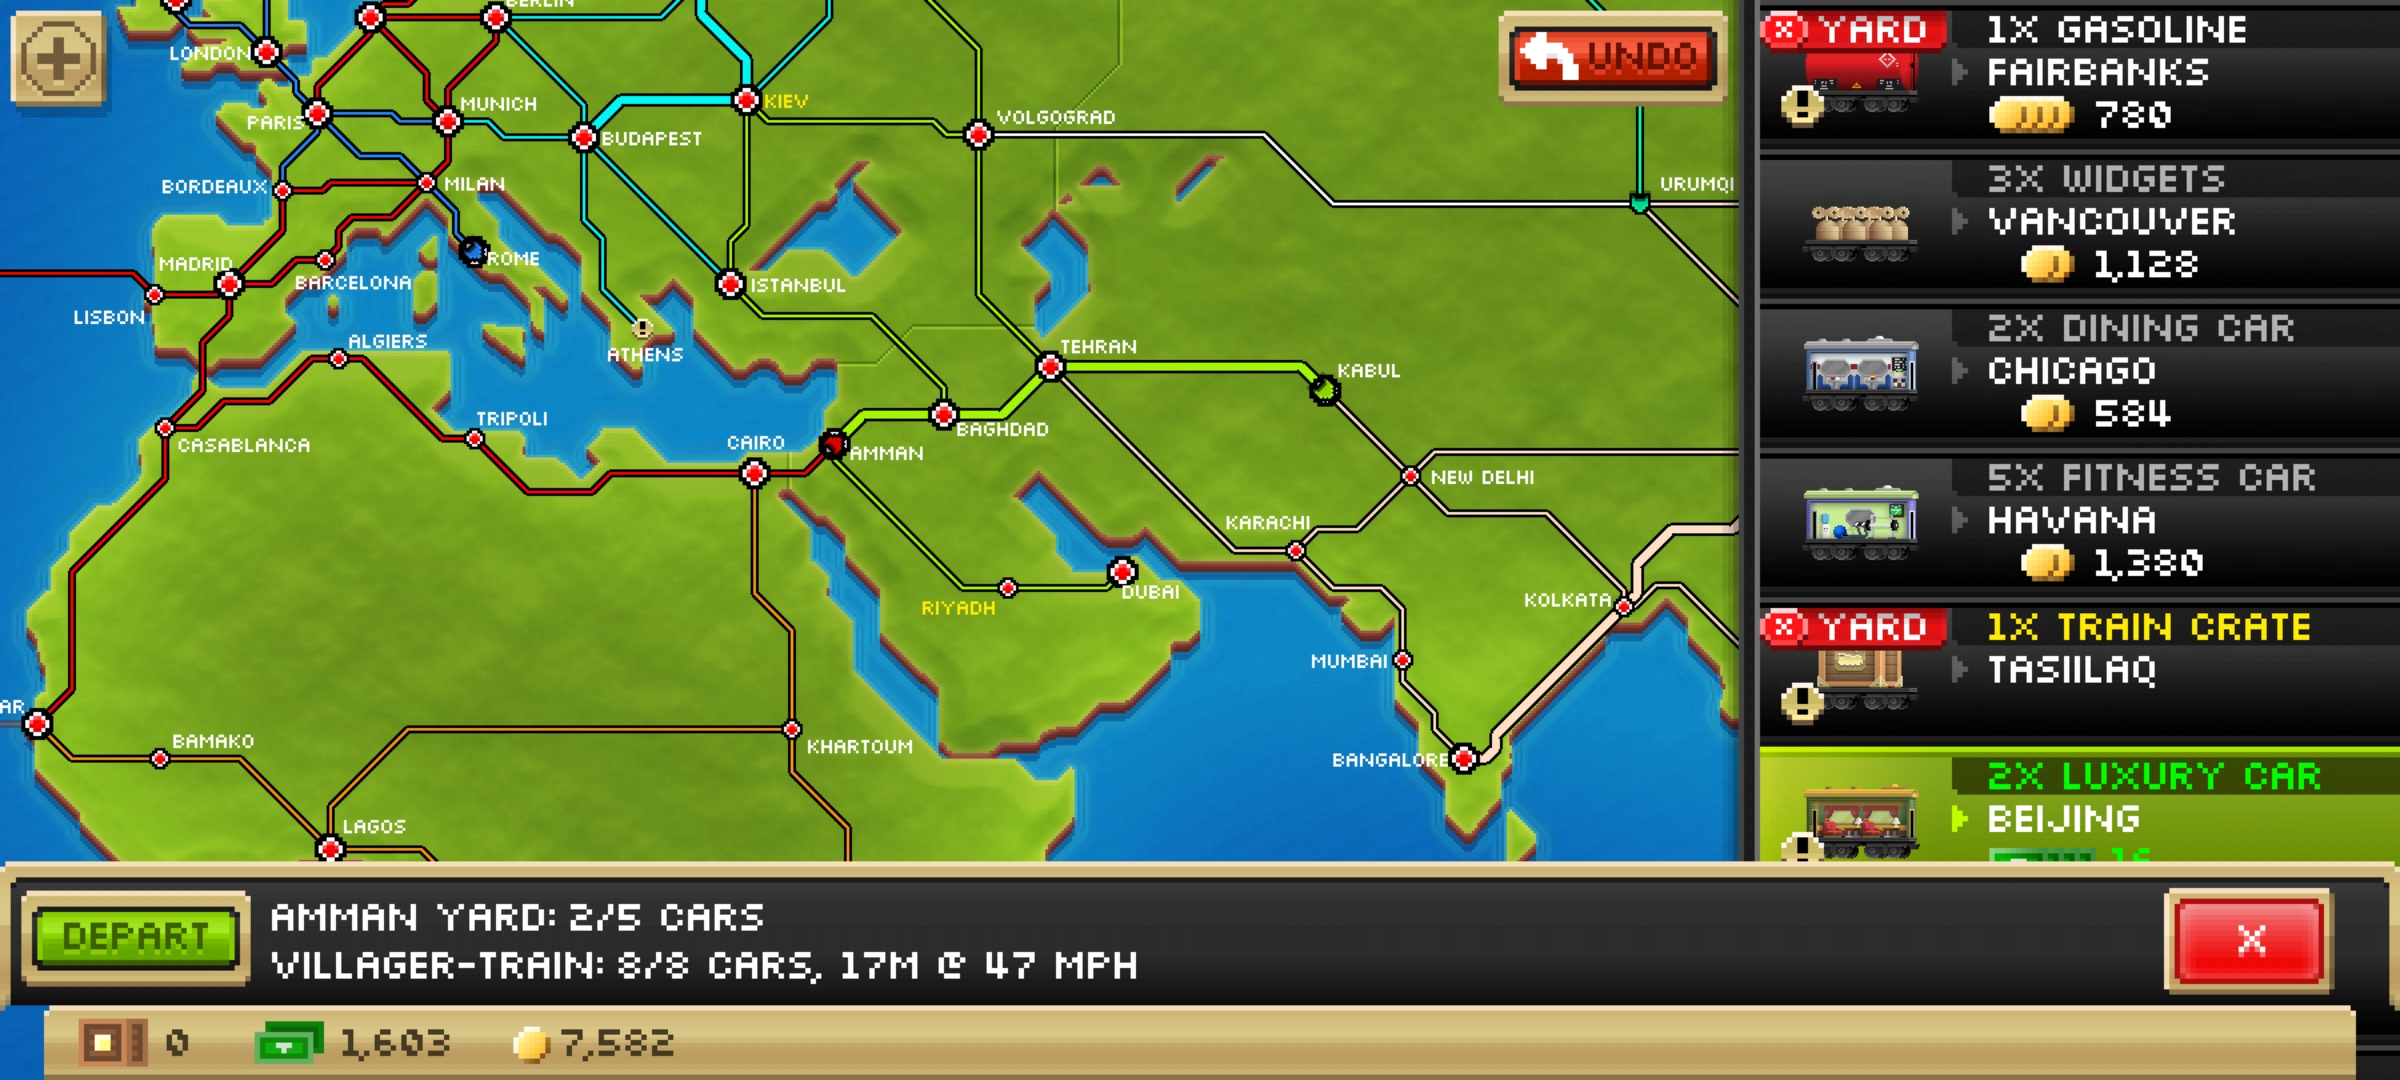 BERLIN
LONDON
PARIS
MUNICH
KIEV
BUDAPEST
VOLGOGRAD
BORDEAUX
MILAN
URUMQI
MADRID
ROME
BARCELONA
ISTANBUL
LISBON
ALGIERS
ATHENS
TEHRAN
KABUL
TRIPOLI
CASABLANCA
CAIRO
BAGHDAD
AMMAN
NEW DELHI
KARACHI
RIYADH
DUBAI
KOLKATA
MUMBAI
AR
BAMAKO
KHARTOUM
BANGALORE
LAGOS
UNDO
YARD
1X GASOLINE
FAIRBANKS
780
3X WIDGETS
VANCOUVER
1,128
2X DINING CAR
CHICAGO
584
5X FITNESS CAR
HAVANA
1,380
YARD
1X TRAIN CRATE
TASIILAQ
2X LUXURY CAR
BEIJING
DEPART
AMMAN YARD: 2/5 CARS
VILLAGER-TRAIN: 8/8 CARS, 17M @ 47 MPH
X
0
1,603
7,582